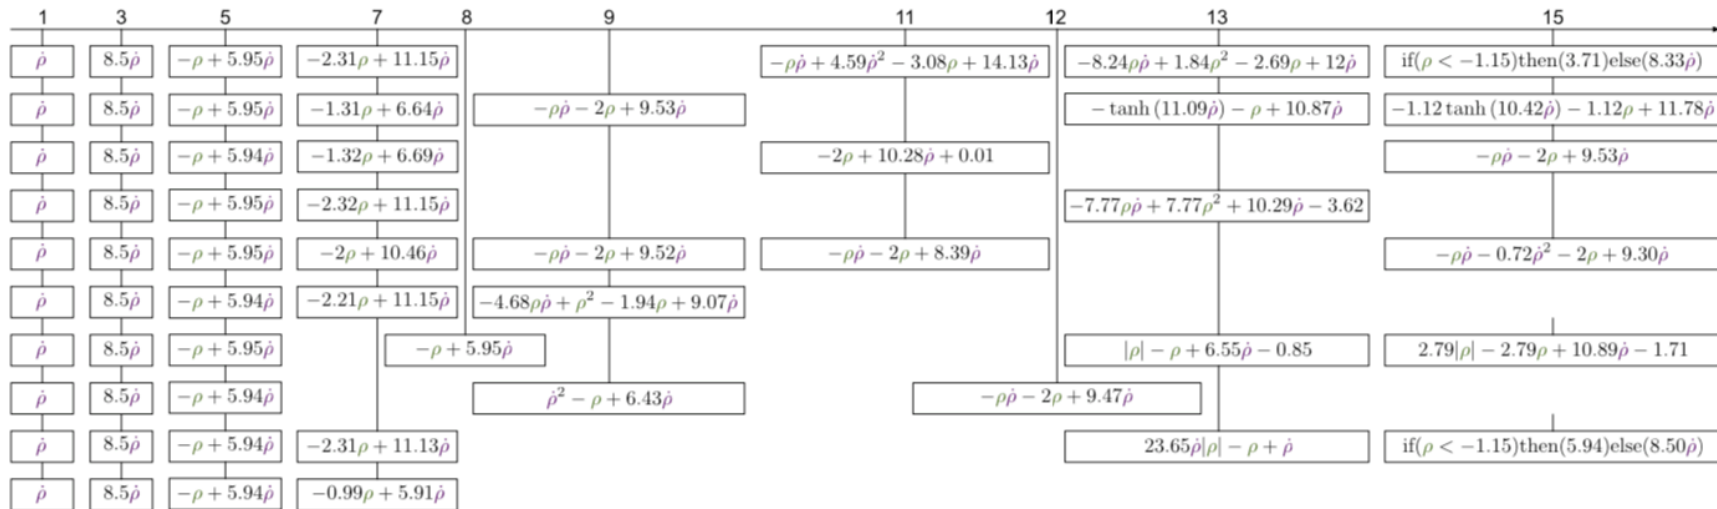 1 3 5 7 8 9 11 12 13 15
ρ̇ 8.5ρ̇ −ρ + 5.95ρ̇ −2.31ρ + 11.15ρ̇ −ρρ̇ + 4.59ρ̇² − 3.08ρ + 14.13ρ̇ −8.24ρρ̇ + 1.84ρ² − 2.69ρ + 12ρ̇ if(ρ < −1.15)then(3.71)else(8.33ρ̇)
ρ̇ 8.5ρ̇ −ρ + 5.95ρ̇ −1.31ρ + 6.64ρ̇ −ρρ̇ − 2ρ + 9.53ρ̇ − tanh (11.09ρ̇) − ρ + 10.87ρ̇ −1.12 tanh (10.42ρ̇) − 1.12ρ + 11.78ρ̇
ρ̇ 8.5ρ̇ −ρ + 5.94ρ̇ −1.32ρ + 6.69ρ̇ −2ρ + 10.28ρ̇ + 0.01 −ρρ̇ − 2ρ + 9.53ρ̇
ρ̇ 8.5ρ̇ −ρ + 5.95ρ̇ −2.32ρ + 11.15ρ̇ −7.77ρρ̇ + 7.77ρ² + 10.29ρ̇ − 3.62
ρ̇ 8.5ρ̇ −ρ + 5.95ρ̇ −2ρ + 10.46ρ̇ −ρρ̇ − 2ρ + 9.52ρ̇ −ρρ̇ − 2ρ + 8.39ρ̇ −ρρ̇ − 0.72ρ̇² − 2ρ + 9.30ρ̇
ρ̇ 8.5ρ̇ −ρ + 5.94ρ̇ −2.21ρ + 11.15ρ̇ −4.68ρρ̇ + ρ² − 1.94ρ + 9.07ρ̇
ρ̇ 8.5ρ̇ −ρ + 5.95ρ̇ −ρ + 5.95ρ̇ |ρ| − ρ + 6.55ρ̇ − 0.85 2.79|ρ| − 2.79ρ + 10.89ρ̇ − 1.71
ρ̇ 8.5ρ̇ −ρ + 5.94ρ̇ ρ̇² − ρ + 6.43ρ̇ −ρρ̇ − 2ρ + 9.47ρ̇
ρ̇ 8.5ρ̇ −ρ + 5.94ρ̇ −2.31ρ + 11.13ρ̇ 23.65ρ̇|ρ| − ρ + ρ̇ if(ρ < −1.15)then(5.94)else(8.50ρ̇)
ρ̇ 8.5ρ̇ −ρ + 5.94ρ̇ −0.99ρ + 5.91ρ̇